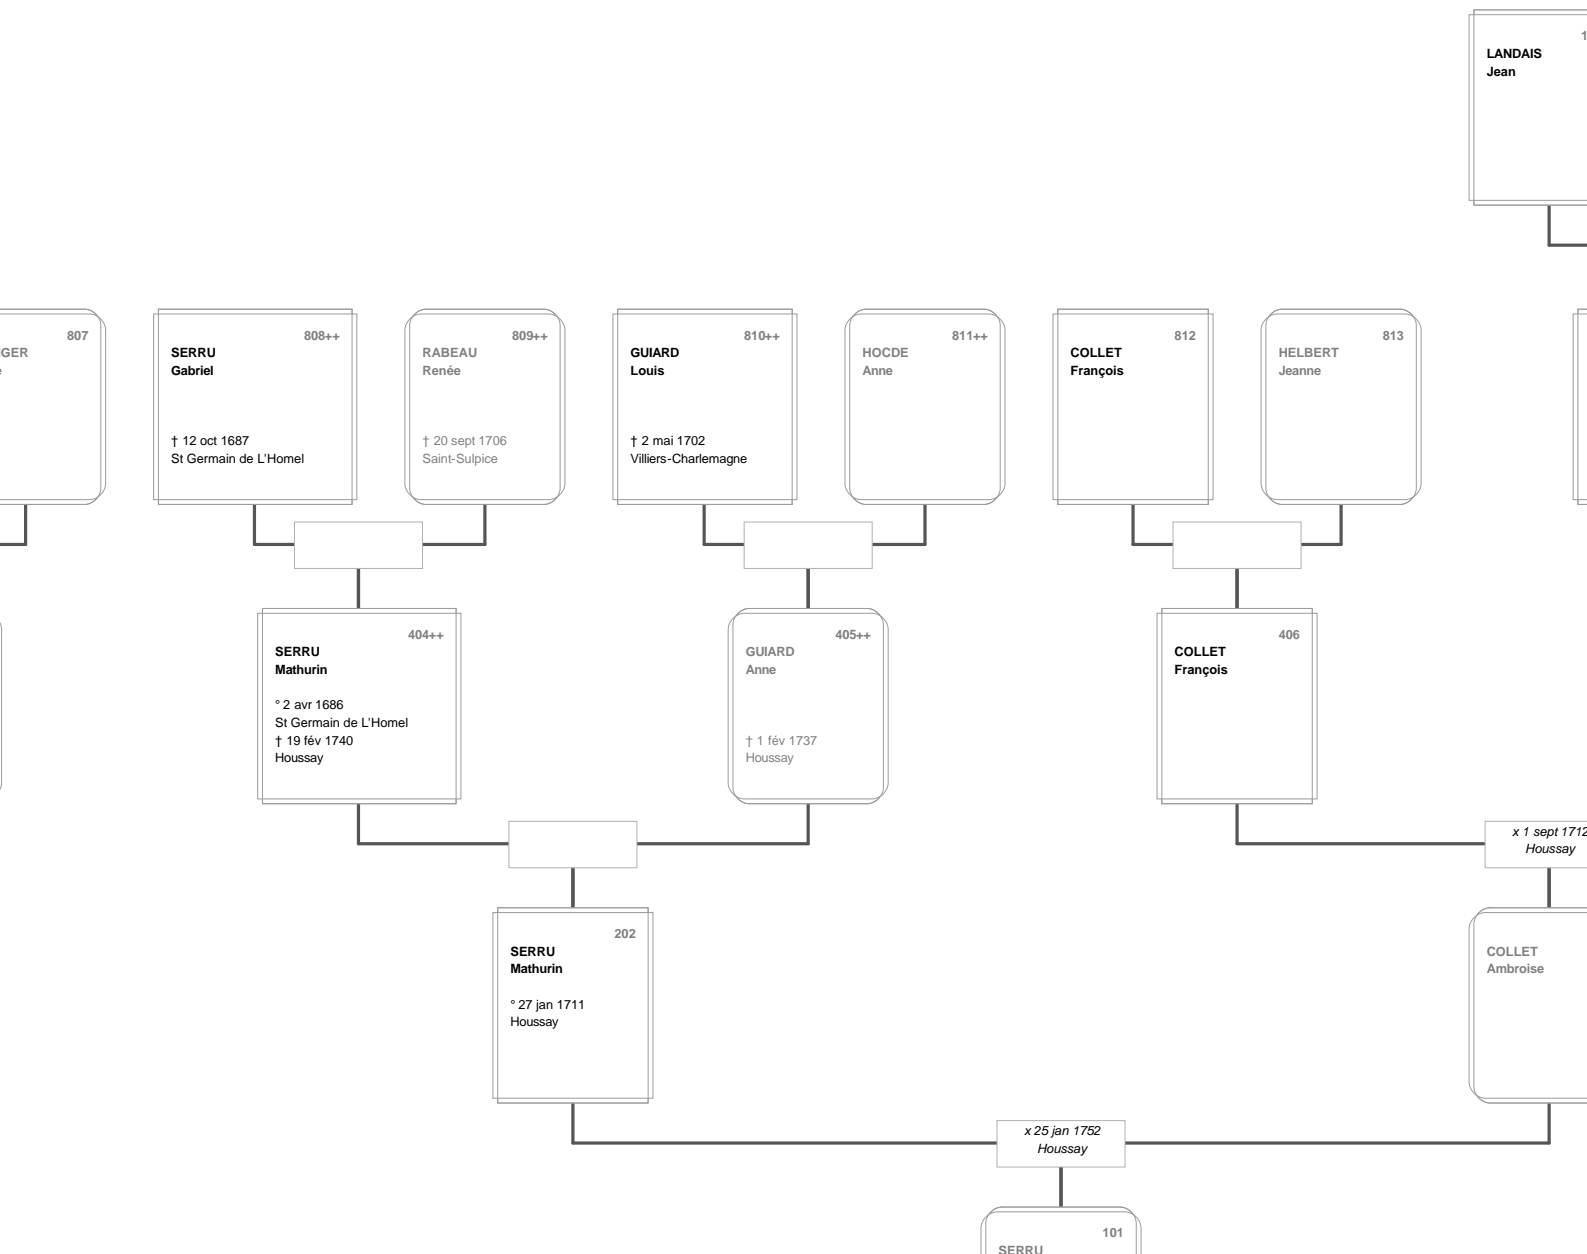 LANDAIS
Jean
807
808++
SERRU
Gabriel
† 12 oct 1687
St Germain de L'Homel
809++
RABEAU
Renée
† 20 sept 1706
Saint-Sulpice
810++
GUIARD
Louis
† 2 mai 1702
Villiers-Charlemagne
811++
HOCDE
Anne
812
COLLET
François
813
HELBERT
Jeanne
404++
SERRU
Mathurin
° 2 avr 1686
St Germain de L'Homel
† 19 fév 1740
Houssay
405++
GUIARD
Anne
† 1 fév 1737
Houssay
406
COLLET
François
x 1 sept 1712
Houssay
202
SERRU
Mathurin
° 27 jan 1711
Houssay
COLLET
Ambroise
x 25 jan 1752
Houssay
101
SERRU